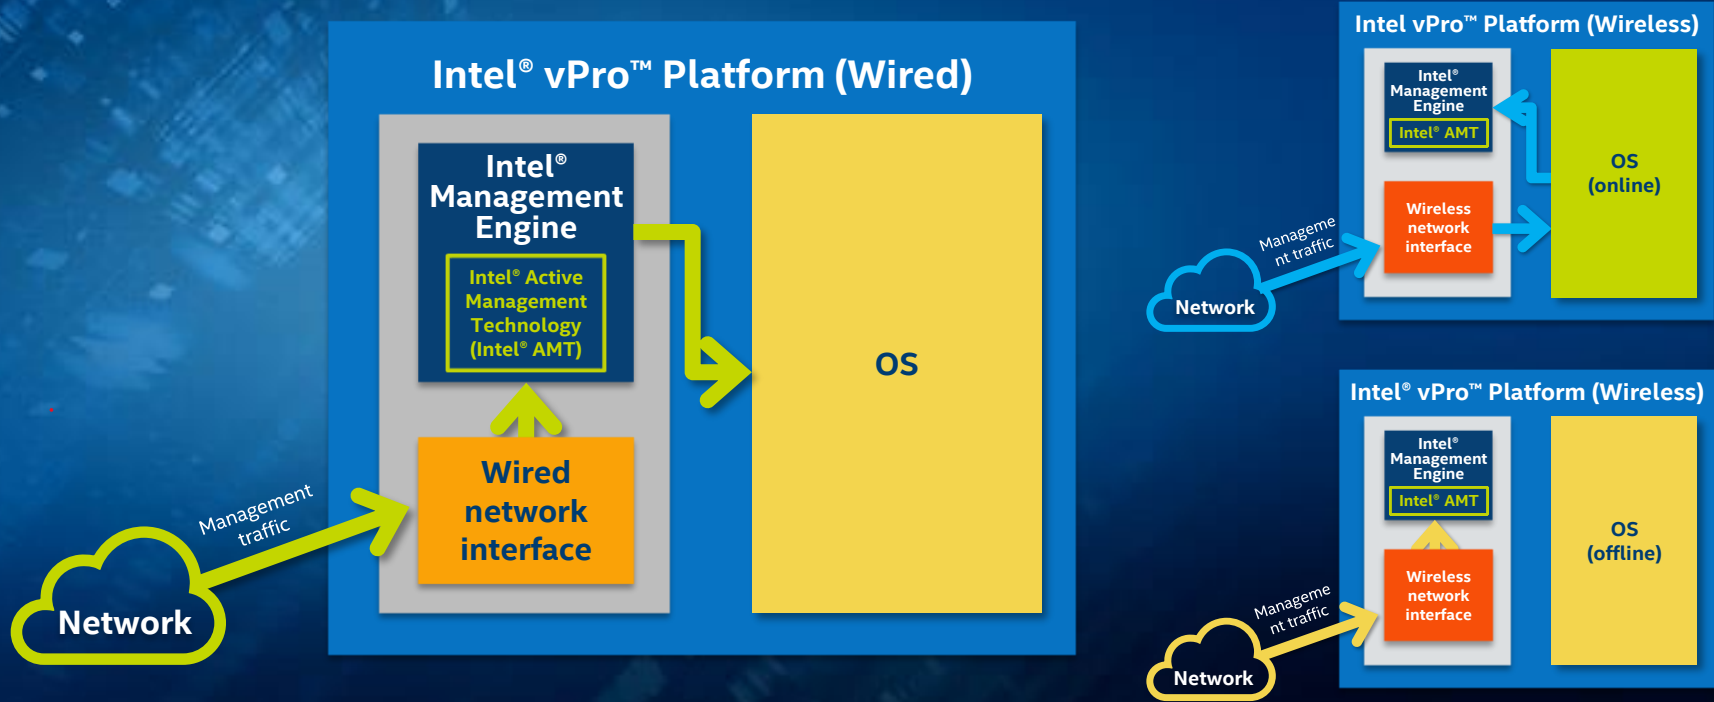 Intel® vPro™ Platform (Wired)
Intel®
Management
Engine
Intel® Active
Management
Technology
(Intel® AMT)
Wired
network
interface
OS
Management
traffic
Network
Intel vPro™ Platform (Wireless)
Intel®
Management
Engine
Intel® AMT
Wireless
network
interface
OS
(online)
Manageme
nt traffic
Network
Intel® vPro™ Platform (Wireless)
Intel®
Management
Engine
Intel® AMT
Wireless
network
interface
OS
(offline)
Manageme
nt traffic
Network